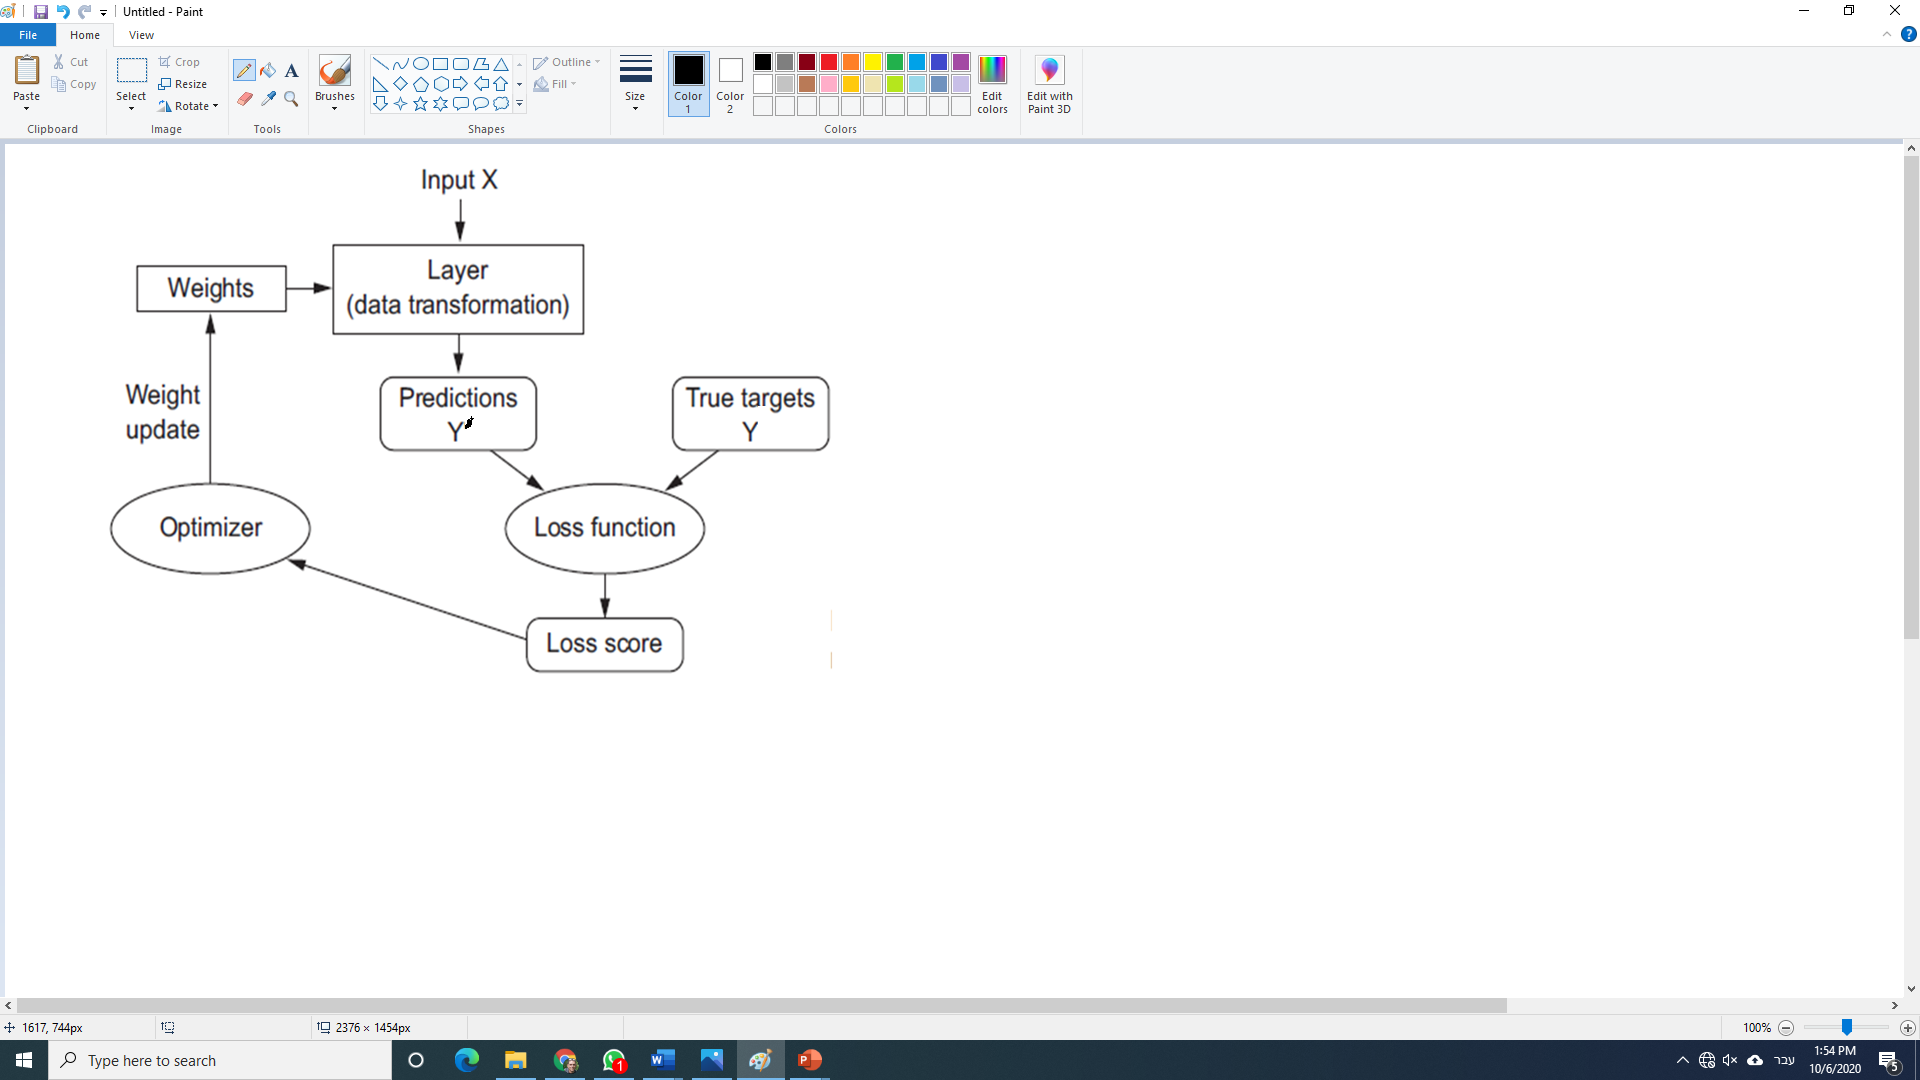 Untitled - Paint
File
Home
View
Paste
Cut
Copy
Clipboard
Select
Crop
Resize
Rotate
Image
A
Tools
Brushes
Outline
Fill
Shapes
Size
Color
1
Color
2
Edit
colors
Colors
Edit with
Paint 3D
?
Input X
Weights
Layer
(data transformation)
Weight
update
Predictions
Y'
True targets
Y
Optimizer
Loss function
Loss score
1617, 744px
2376 × 1454px
100%
Type here to search
1
W
P
עבר
1:54 PM
10/6/2020
5